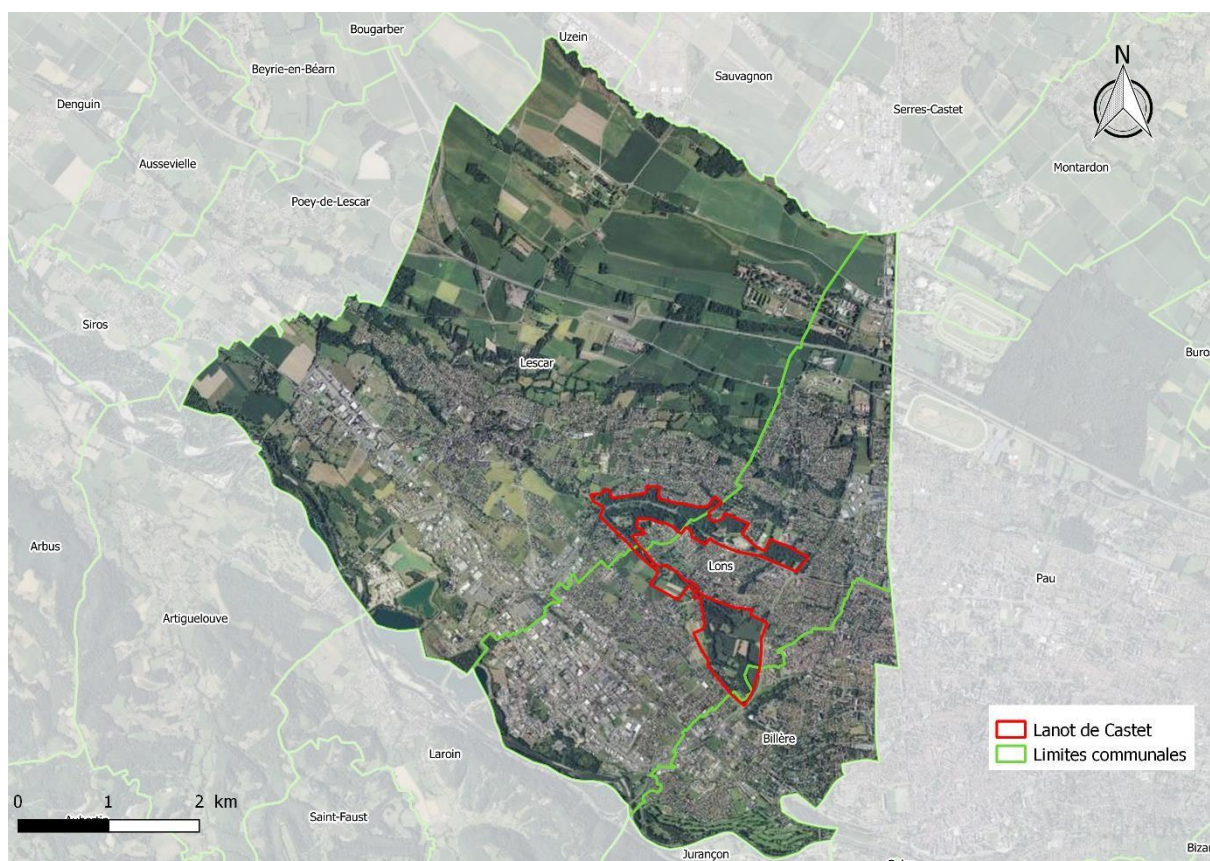 Bougarber
Uzein
Beyrie-en-Béarn
Sauvagnon
N
Denguin
Serres-Castet
Aussevielle
Montardon
Poey-de-Lescar
Siros
Buros
Lescar
Arbus
Lons
Pau
Artiguelouve
Lanot de Castet
Billère
Laroin
Limites communales
0 1 2 km
Saint-Faust
Jurançon
Bizan